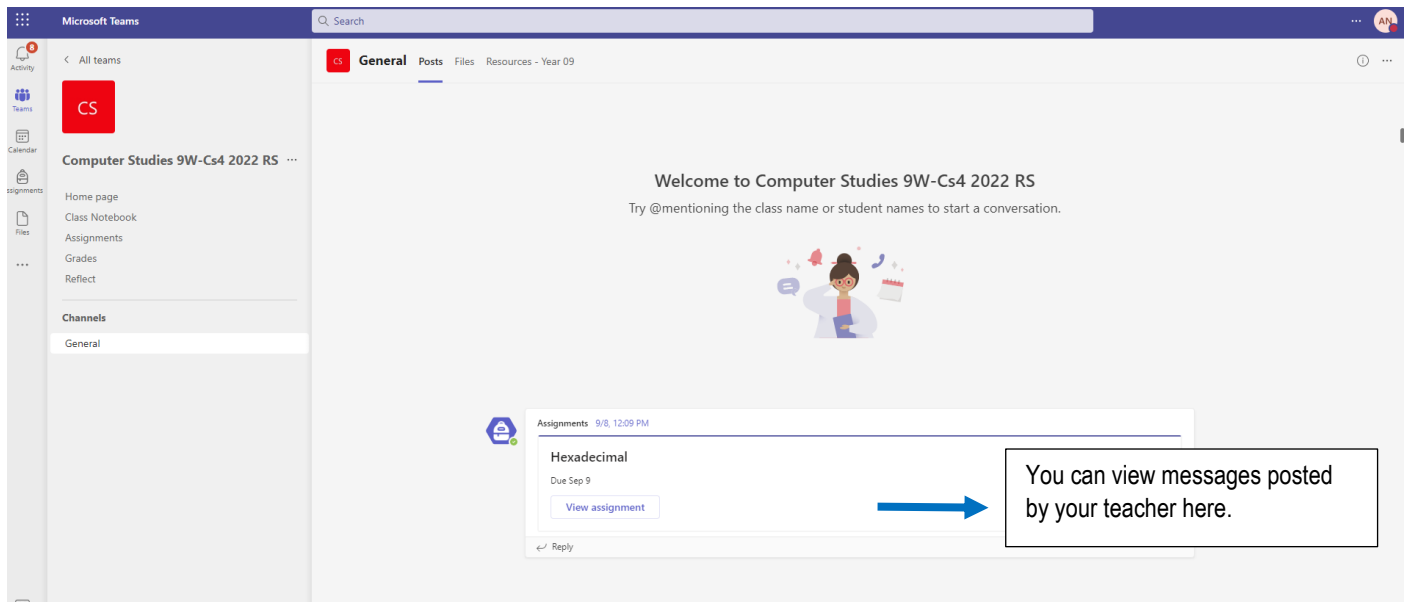 Microsoft Teams
Search
...
AN
8
Activity
Teams
Calendar
ssignments
Files
...
< All teams
CS
Computer Studies 9W-Cs4 2022 RS ...
Home page
Class Notebook
Assignments
Grades
Reflect
Channels
General
CS General Posts Files Resources - Year 09
...
Welcome to Computer Studies 9W-Cs4 2022 RS
Try @mentioning the class name or student names to start a conversation.
Assignments 9/8, 12:09 PM
Hexadecimal
Due Sep 9
View assignment
Reply
You can view messages posted
by your teacher here.